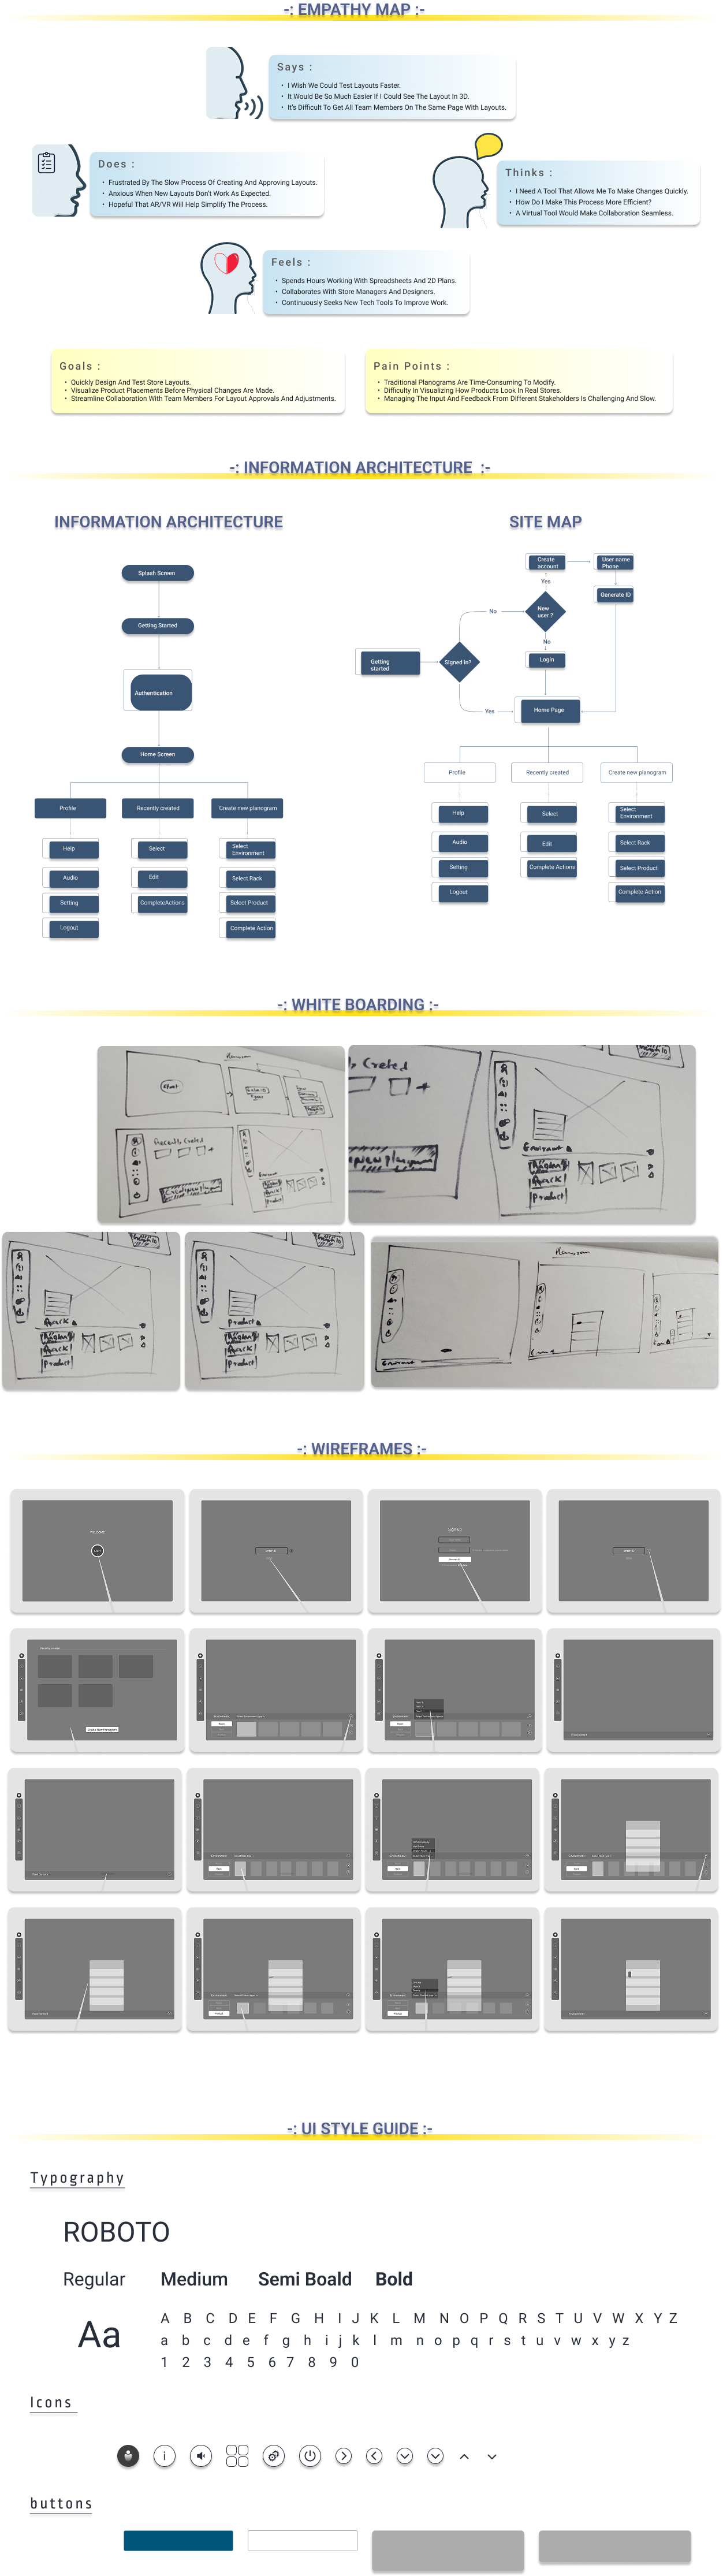 -: EMPATHY MAP :-
Says :
• I Wish We Could Test Layouts Faster.
• It Would Be So Much Easier If I Could See The Layout In 3D.
• It's Difficult To Get All Team Members On The Same Page With Layouts.
Does :
• Frustrated By The Slow Process Of Creating And Approving Layouts.
• Anxious When New Layouts Don't Work As Expected.
• Hopeful That AR/VR Will Help Simplify The Process.
Thinks :
• I Need A Tool That Allows Me To Make Changes Quickly.
• How Do I Make This Process More Efficient?
• A Virtual Tool Would Make Collaboration Seamless.
Feels :
• Spends Hours Working With Spreadsheets And 2D Plans.
• Collaborates With Store Managers And Designers.
• Continuously Seeks New Tech Tools To Improve Work.
Goals :
• Quickly Design And Test Store Layouts.
• Visualize Product Placements Before Physical Changes Are Made.
• Streamline Collaboration With Team Members For Layout Approvals And Adjustments.
Pain Points :
• Traditional Planograms Are Time-Consuming To Modify.
• Difficulty In Visualizing How Products Look In Real Stores.
• Managing The Input And Feedback From Different Stakeholders Is Challenging And Slow.
-: INFORMATION ARCHITECTURE :-
INFORMATION ARCHITECTURE
Splash Screen
Getting Started
Authentication
Home Screen
Profile
Recently created
Create new planogram
Help
Select
Select
Environment
Audio
Edit
Select Rack
Setting
CompleteActions
Select Product
Logout
Complete Action
SITE MAP
Create
account
User name
Phone
Yes
Generate ID
No
New
user ?
No
Getting
started
Signed in?
Login
Yes
Home Page
Profile
Recently created
Create new planogram
Help
Select
Select
Environment
Audio
Edit
Select Rack
Setting
Complete Actions
Select Product
Logout
Complete Action
-: WHITE BOARDING :-
Start
Recently Creted
Product
Product
Product
Product
-: WIREFRAMES :-
WELCOME
Sign up
-: UI STYLE GUIDE :-
Typography
ROBOTO
Regular Medium Semi Boald Bold
Aa
A B C D E F G H I J K L M N O P Q R S T U V W X Y Z
a b c d e f g h i j k l m n o p q r s t u v w x y z
1 2 3 4 5 6 7 8 9 0
Icons
i
buttons